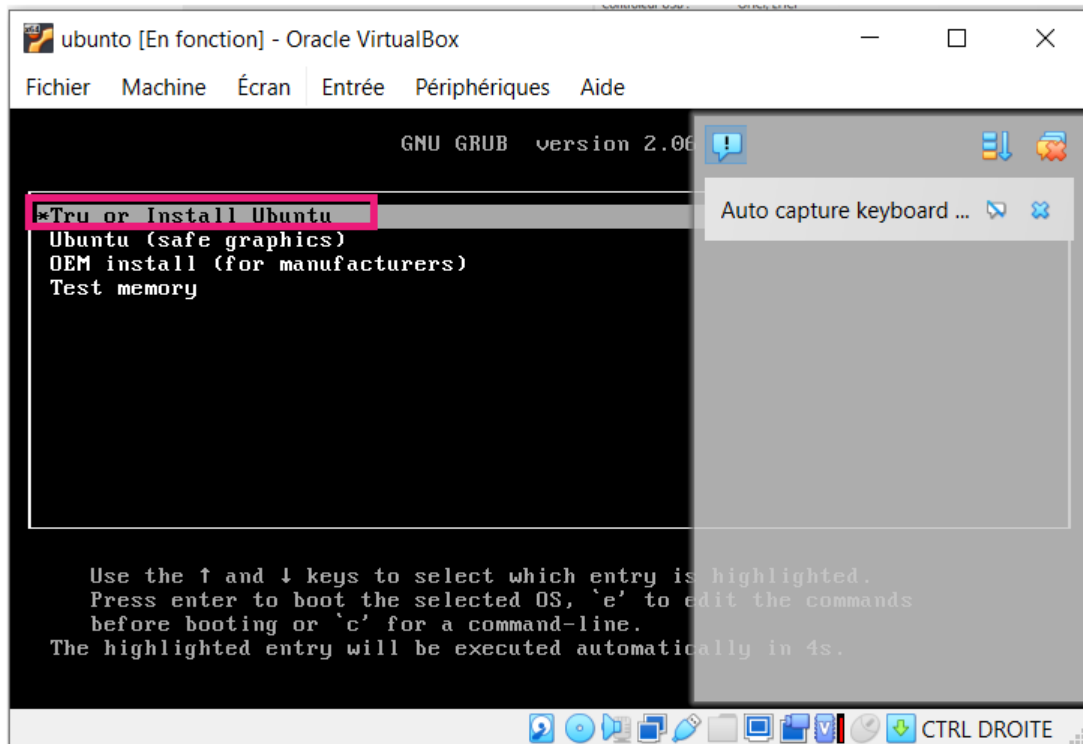 ubunto [En fonction] - Oracle VirtualBox
Fichier Machine Écran Entrée Périphériques Aide
GNU GRUB version 2.06
Auto capture keyboard ...
*Try or Install Ubuntu
Ubuntu (safe graphics)
OEM install (for manufacturers)
Test memory
Use the ↑ and ↓ keys to select which entry is highlighted.
Press enter to boot the selected OS, `e' to edit the commands
before booting or `c' for a command-line.
The highlighted entry will be executed automatically in 4s.
CTRL DROITE